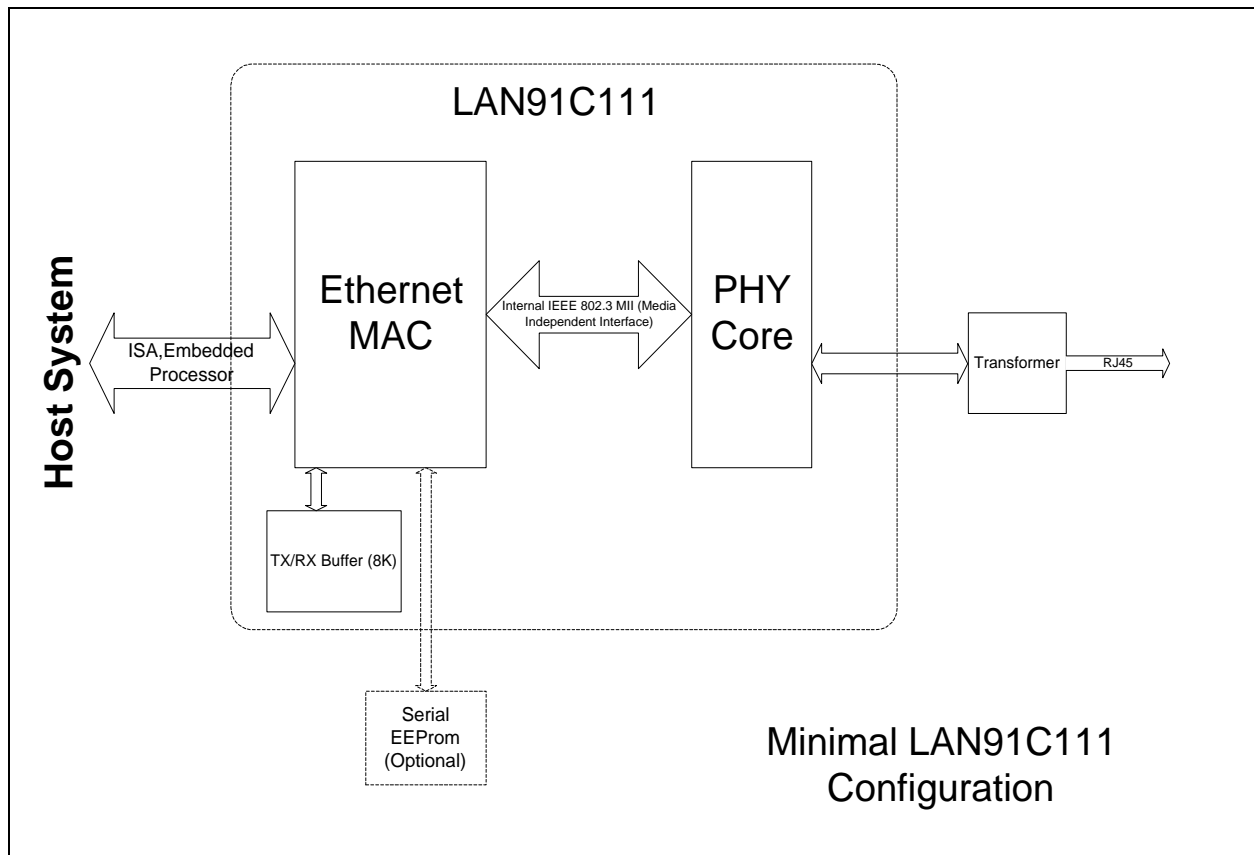 LAN91C111
Host System
ISA,Embedded
Processor
Ethernet
MAC
Internal IEEE 802.3 MII (Media
Independent Interface)
PHY
Core
Transformer
RJ45
TX/RX Buffer (8K)
Serial
EEProm
(Optional)
Minimal LAN91C111
Configuration